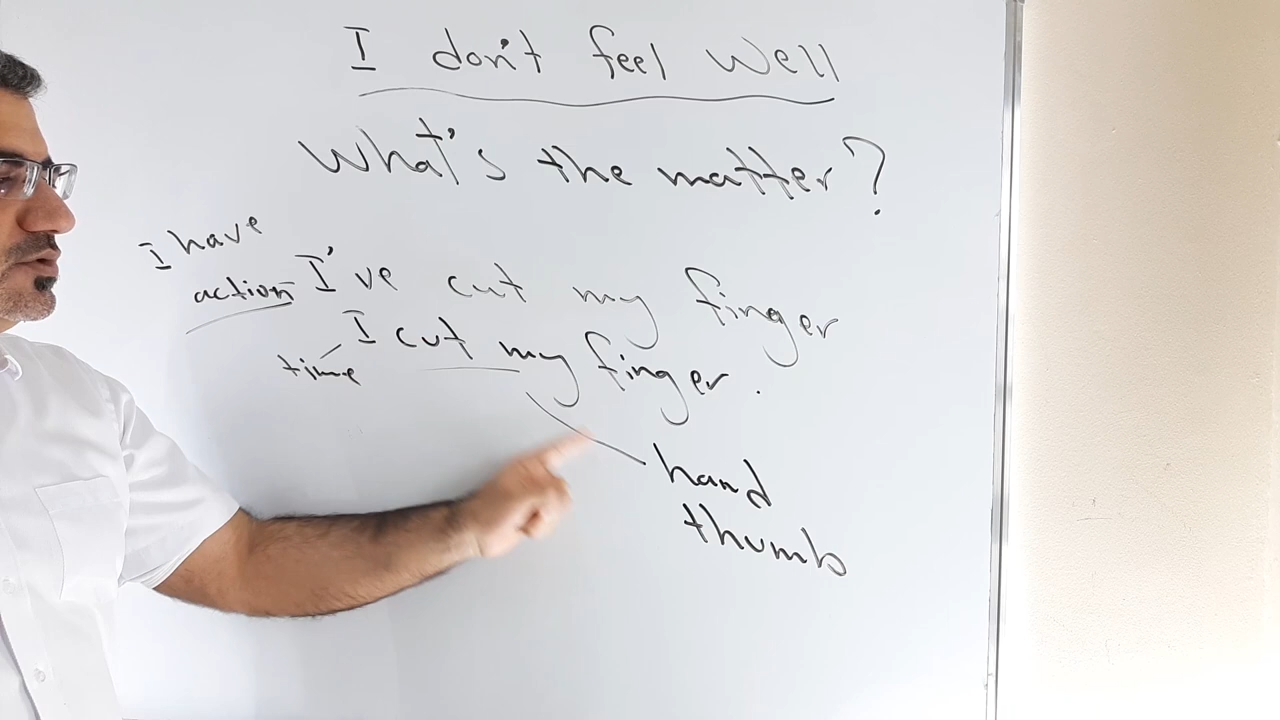 I don't feel well
What's the matter?
I have
action I've cut my finger
I cut my finger.
time
hand
thumb